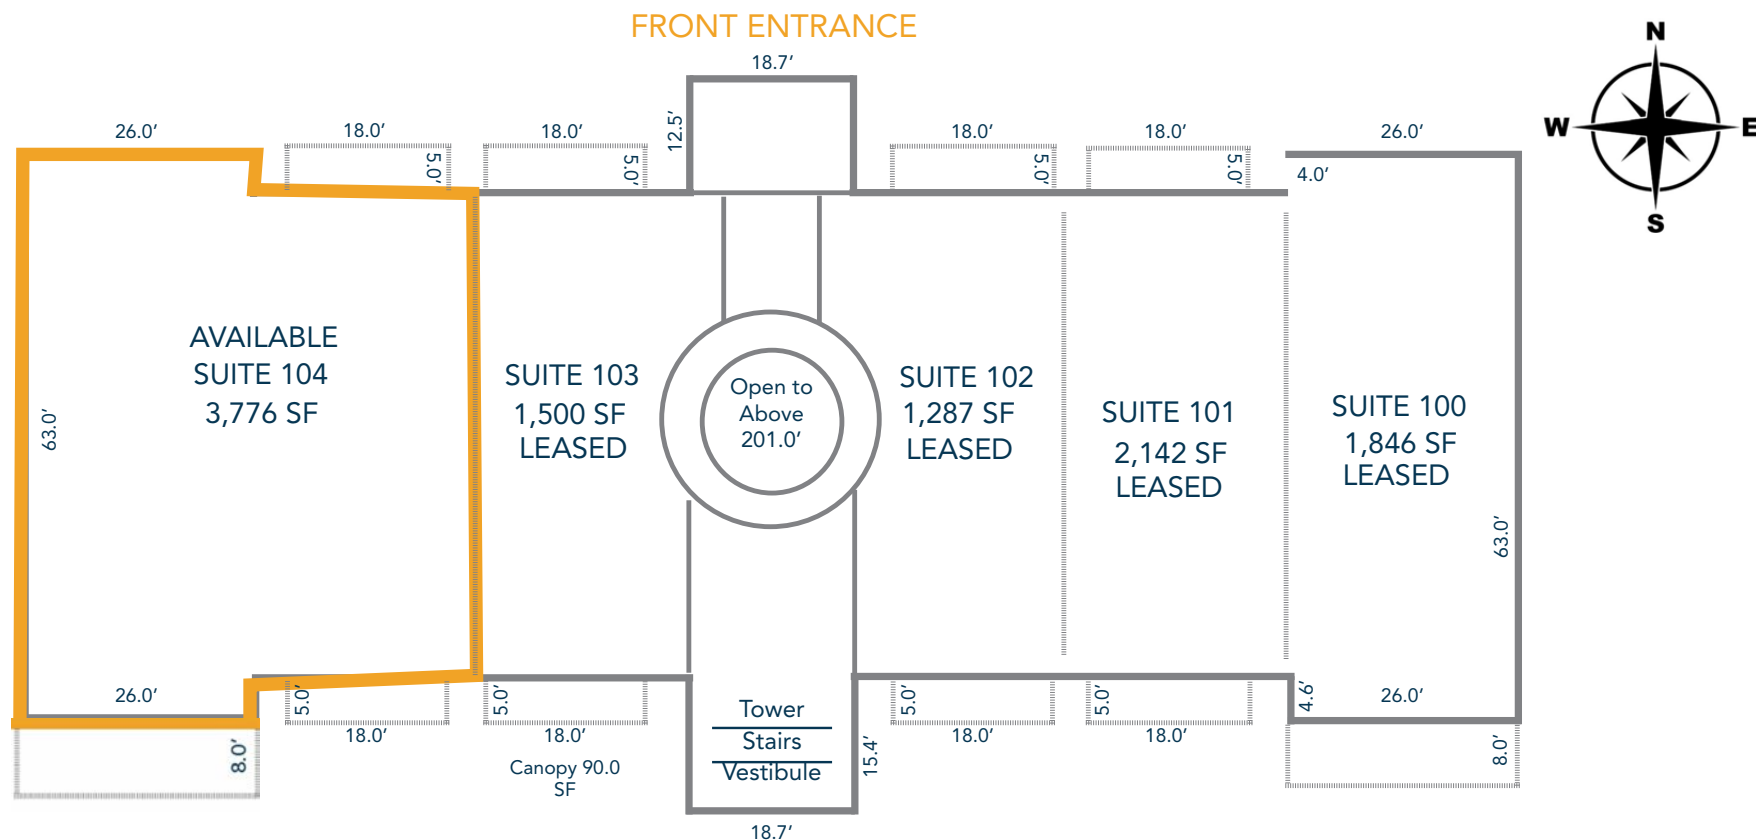 FRONT ENTRANCE
18.7'
N
W
E
S
26.0'
18.0'
18.0'
12.5'
18.0'
18.0'
26.0'
5.0'
5.0'
5.0'
5.0'
4.0'
AVAILABLE
SUITE 104
3,776 SF
63.0'
SUITE 103
1,500 SF
LEASED
Open to
Above
201.0'
SUITE 102
1,287 SF
LEASED
SUITE 101
2,142 SF
LEASED
SUITE 100
1,846 SF
LEASED
63.0'
26.0'
5.0'
5.0'
5.0'
5.0'
4.6'
26.0'
8.0'
18.0'
18.0'
Canopy 90.0
SF
Tower
Stairs
Vestibule
15.4'
18.0'
18.0'
8.0'
18.7'